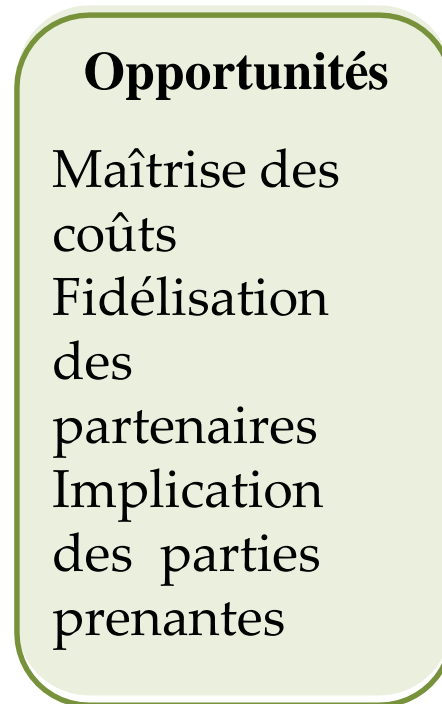 Opportunités
Maîtrise des
coûts
Fidélisation
des
partenaires
Implication
des  parties
prenantes